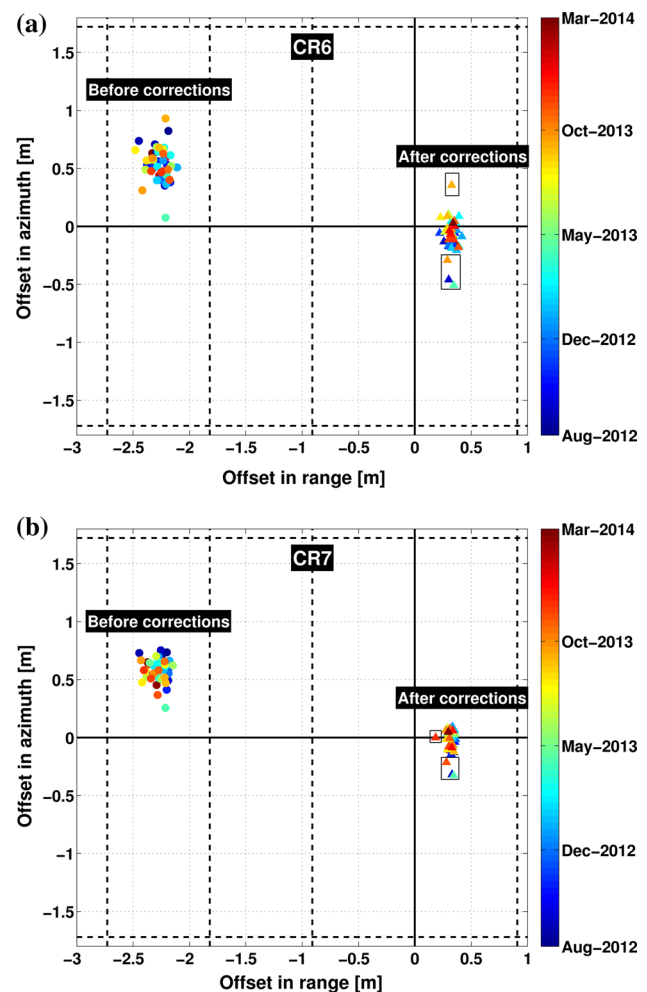 (a)
CR6
Before corrections
After corrections
Offset in azimuth [m]
1.5
1
0.5
0
−0.5
−1
−1.5
−3 −2.5 −2 −1.5 −1 −0.5 0 0.5 1
Offset in range [m]
Mar−2014
Oct−2013
May−2013
Dec−2012
Aug−2012
(b)
CR7
Before corrections
After corrections
Offset in azimuth [m]
1.5
1
0.5
0
−0.5
−1
−1.5
−3 −2.5 −2 −1.5 −1 −0.5 0 0.5 1
Offset in range [m]
Mar−2014
Oct−2013
May−2013
Dec−2012
Aug−2012